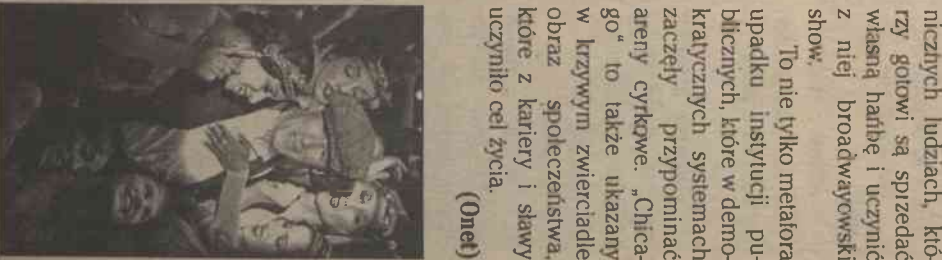 nicznych ludziach, któ-
rzy gotowi są sprzedać
własną hańbę i uczynić
z niej broadwayowski
show.
To nie tylko metafora
upadku instytucji pu-
blicznych, które w demo-
kratycznych systemach
zaczęły przypominać
areny cyrkowe. „Chica-
go“ to także ukazany
w krzywym zwierciadle
obraz społeczeństwa,
które z kariery i sławy
uczyniło cel życia.
(Onet)